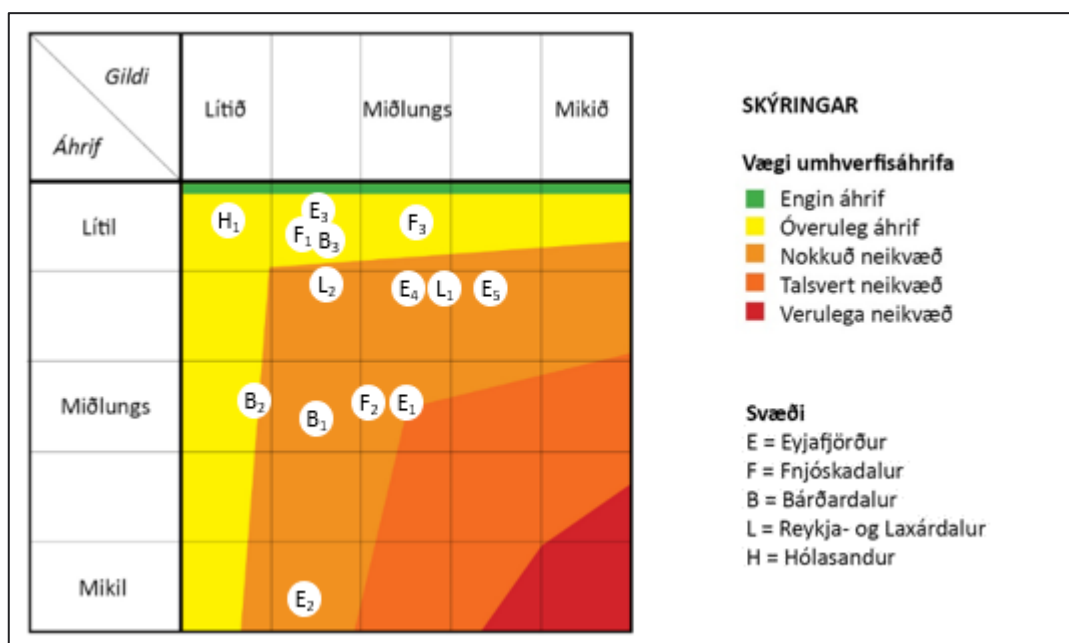 Gildi
Áhrif
Lítið
Miðlungs
Mikið
Lítil
Miðlungs
Mikil
H₁
E₃
F₁
B₃
F₃
L₂
E₄
L₁
E₅
B₂
B₁
F₂
E₁
E₂
SKÝRINGAR
Vægi umhverfisáhrifa
Engin áhrif
Óveruleg áhrif
Nokkuð neikvæð
Talsvert neikvæð
Verulega neikvæð
Svæði
E = Eyjafjörður
F = Fnjóskadalur
B = Bárðardalur
L = Reykja- og Laxárdalur
H = Hólasandur